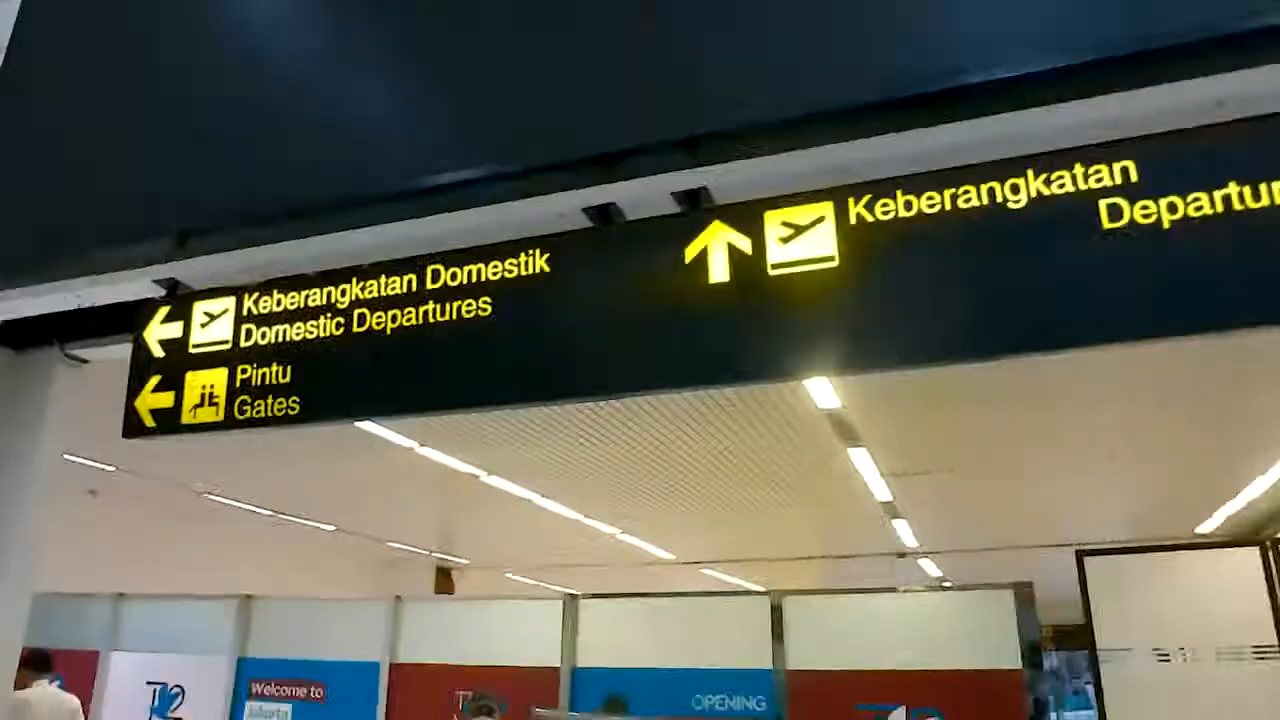 Keberangkatan Domestik
Domestic Departures
Pintu
Gates
Keberangkatan
Departur
Welcome to
OPENING